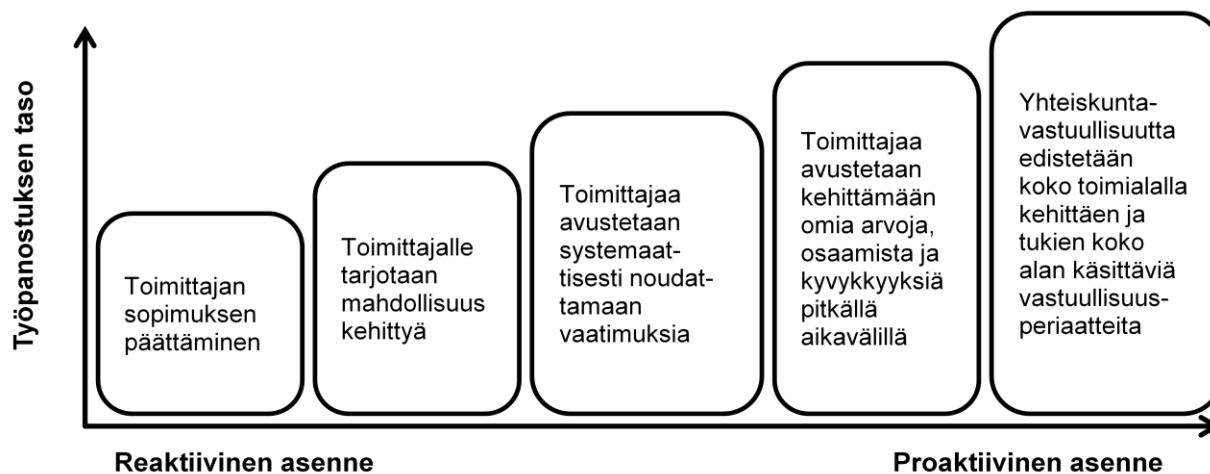 Työpanostuksen taso
Toimittajan
sopimuksen
päättäminen
Toimittajalle
tarjotaan
mahdollisuus
kehittyä
Toimittajaa
avustetaan
systemaat-
tisesti noudat-
tamaan
vaatimuksia
Toimittajaa
avustetaan
kehittämään
omia arvoja,
osaamista ja
kyvykkyyksiä
pitkällä
aikavälillä
Yhteiskunta-
vastuullisuutta
edistetään
koko toimialalla
kehittäen ja
tukien koko
alan käsittäviä
vastuullisuus-
periaatteita
Reaktiivinen asenne
Proaktiivinen asenne